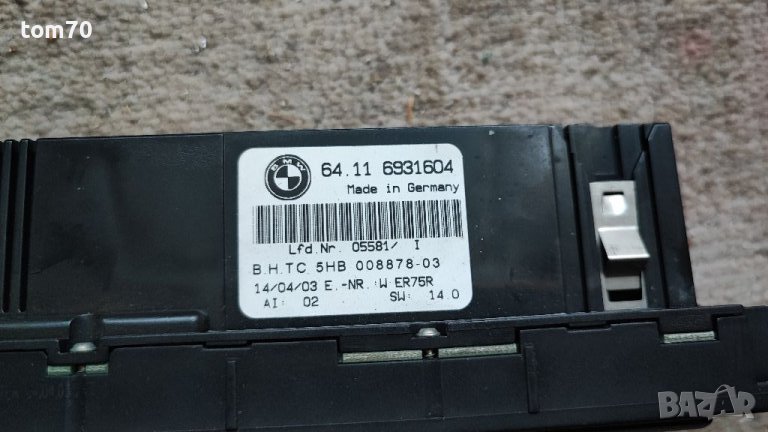 tom70
BMW
64.11 6931604
Made in Germany
Lfd.Nr. 05581/ I
B.H.TC 5HB 008878-03
14/04/03 E.-NR.:W ER75R
AI: 02 SW: 14.0
BAZAR